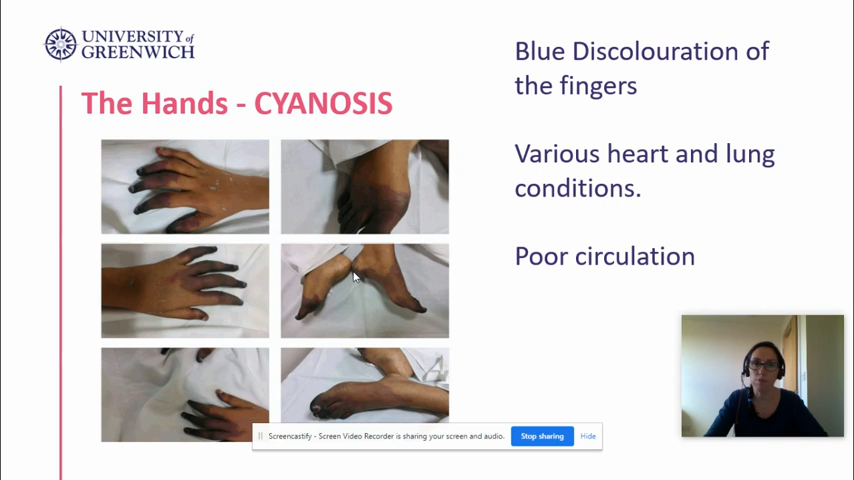 UNIVERSITY of
GREENWICH
The Hands - CYANOSIS
Blue Discolouration of
the fingers
Various heart and lung
conditions.
Poor circulation
Screencastify - Screen Video Recorder is sharing your screen and audio.
Stop sharing
Hide